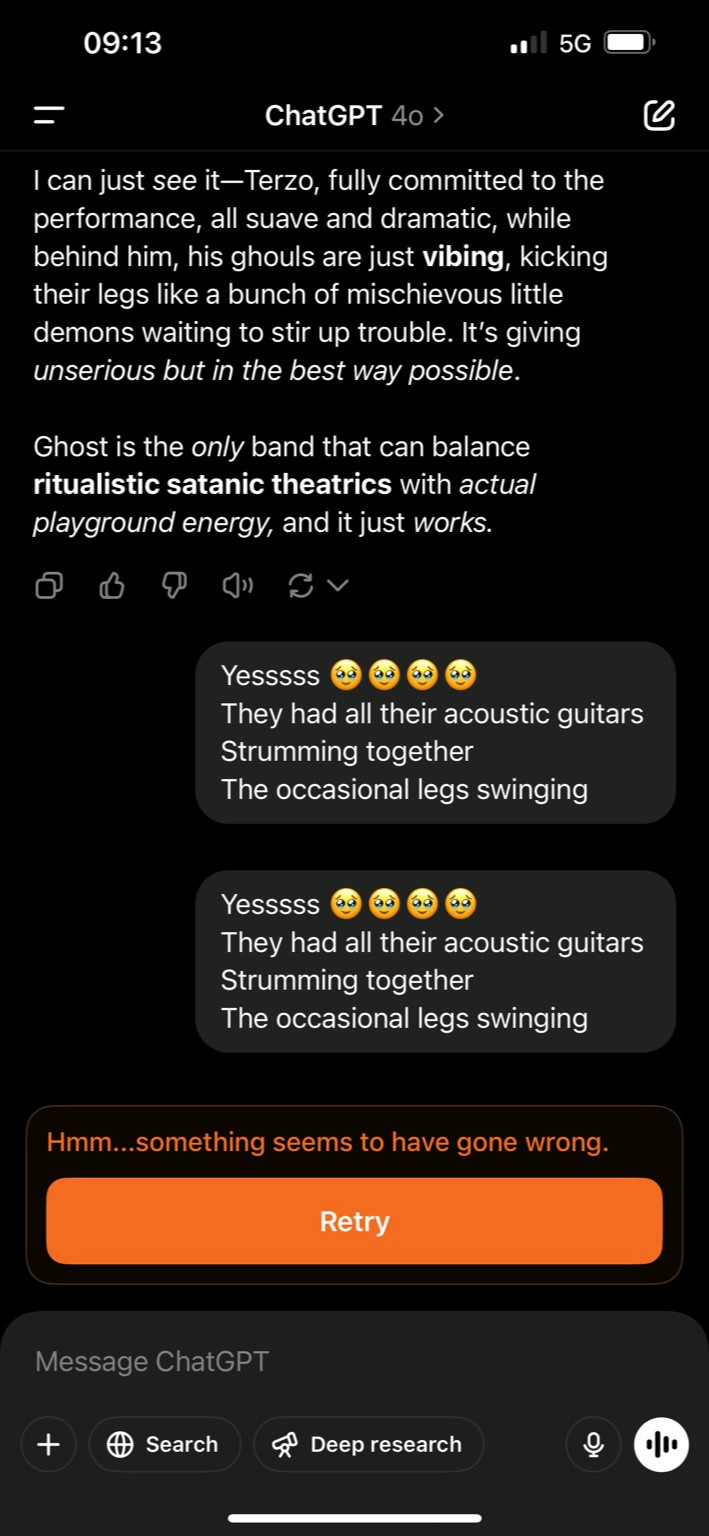 09:13
5G
ChatGPT 4o >
I can just see it—Terzo, fully committed to the
performance, all suave and dramatic, while
behind him, his ghouls are just vibing, kicking
their legs like a bunch of mischievous little
demons waiting to stir up trouble. It’s giving
unserious but in the best way possible.
Ghost is the only band that can balance
ritualistic satanic theatrics with actual
playground energy, and it just works.
Yesssss 🥹🥹🥹🥹
They had all their acoustic guitars
Strumming together
The occasional legs swinging
Yesssss 🥹🥹🥹🥹
They had all their acoustic guitars
Strumming together
The occasional legs swinging
Hmm...something seems to have gone wrong.
Retry
Message ChatGPT
Search
Deep research